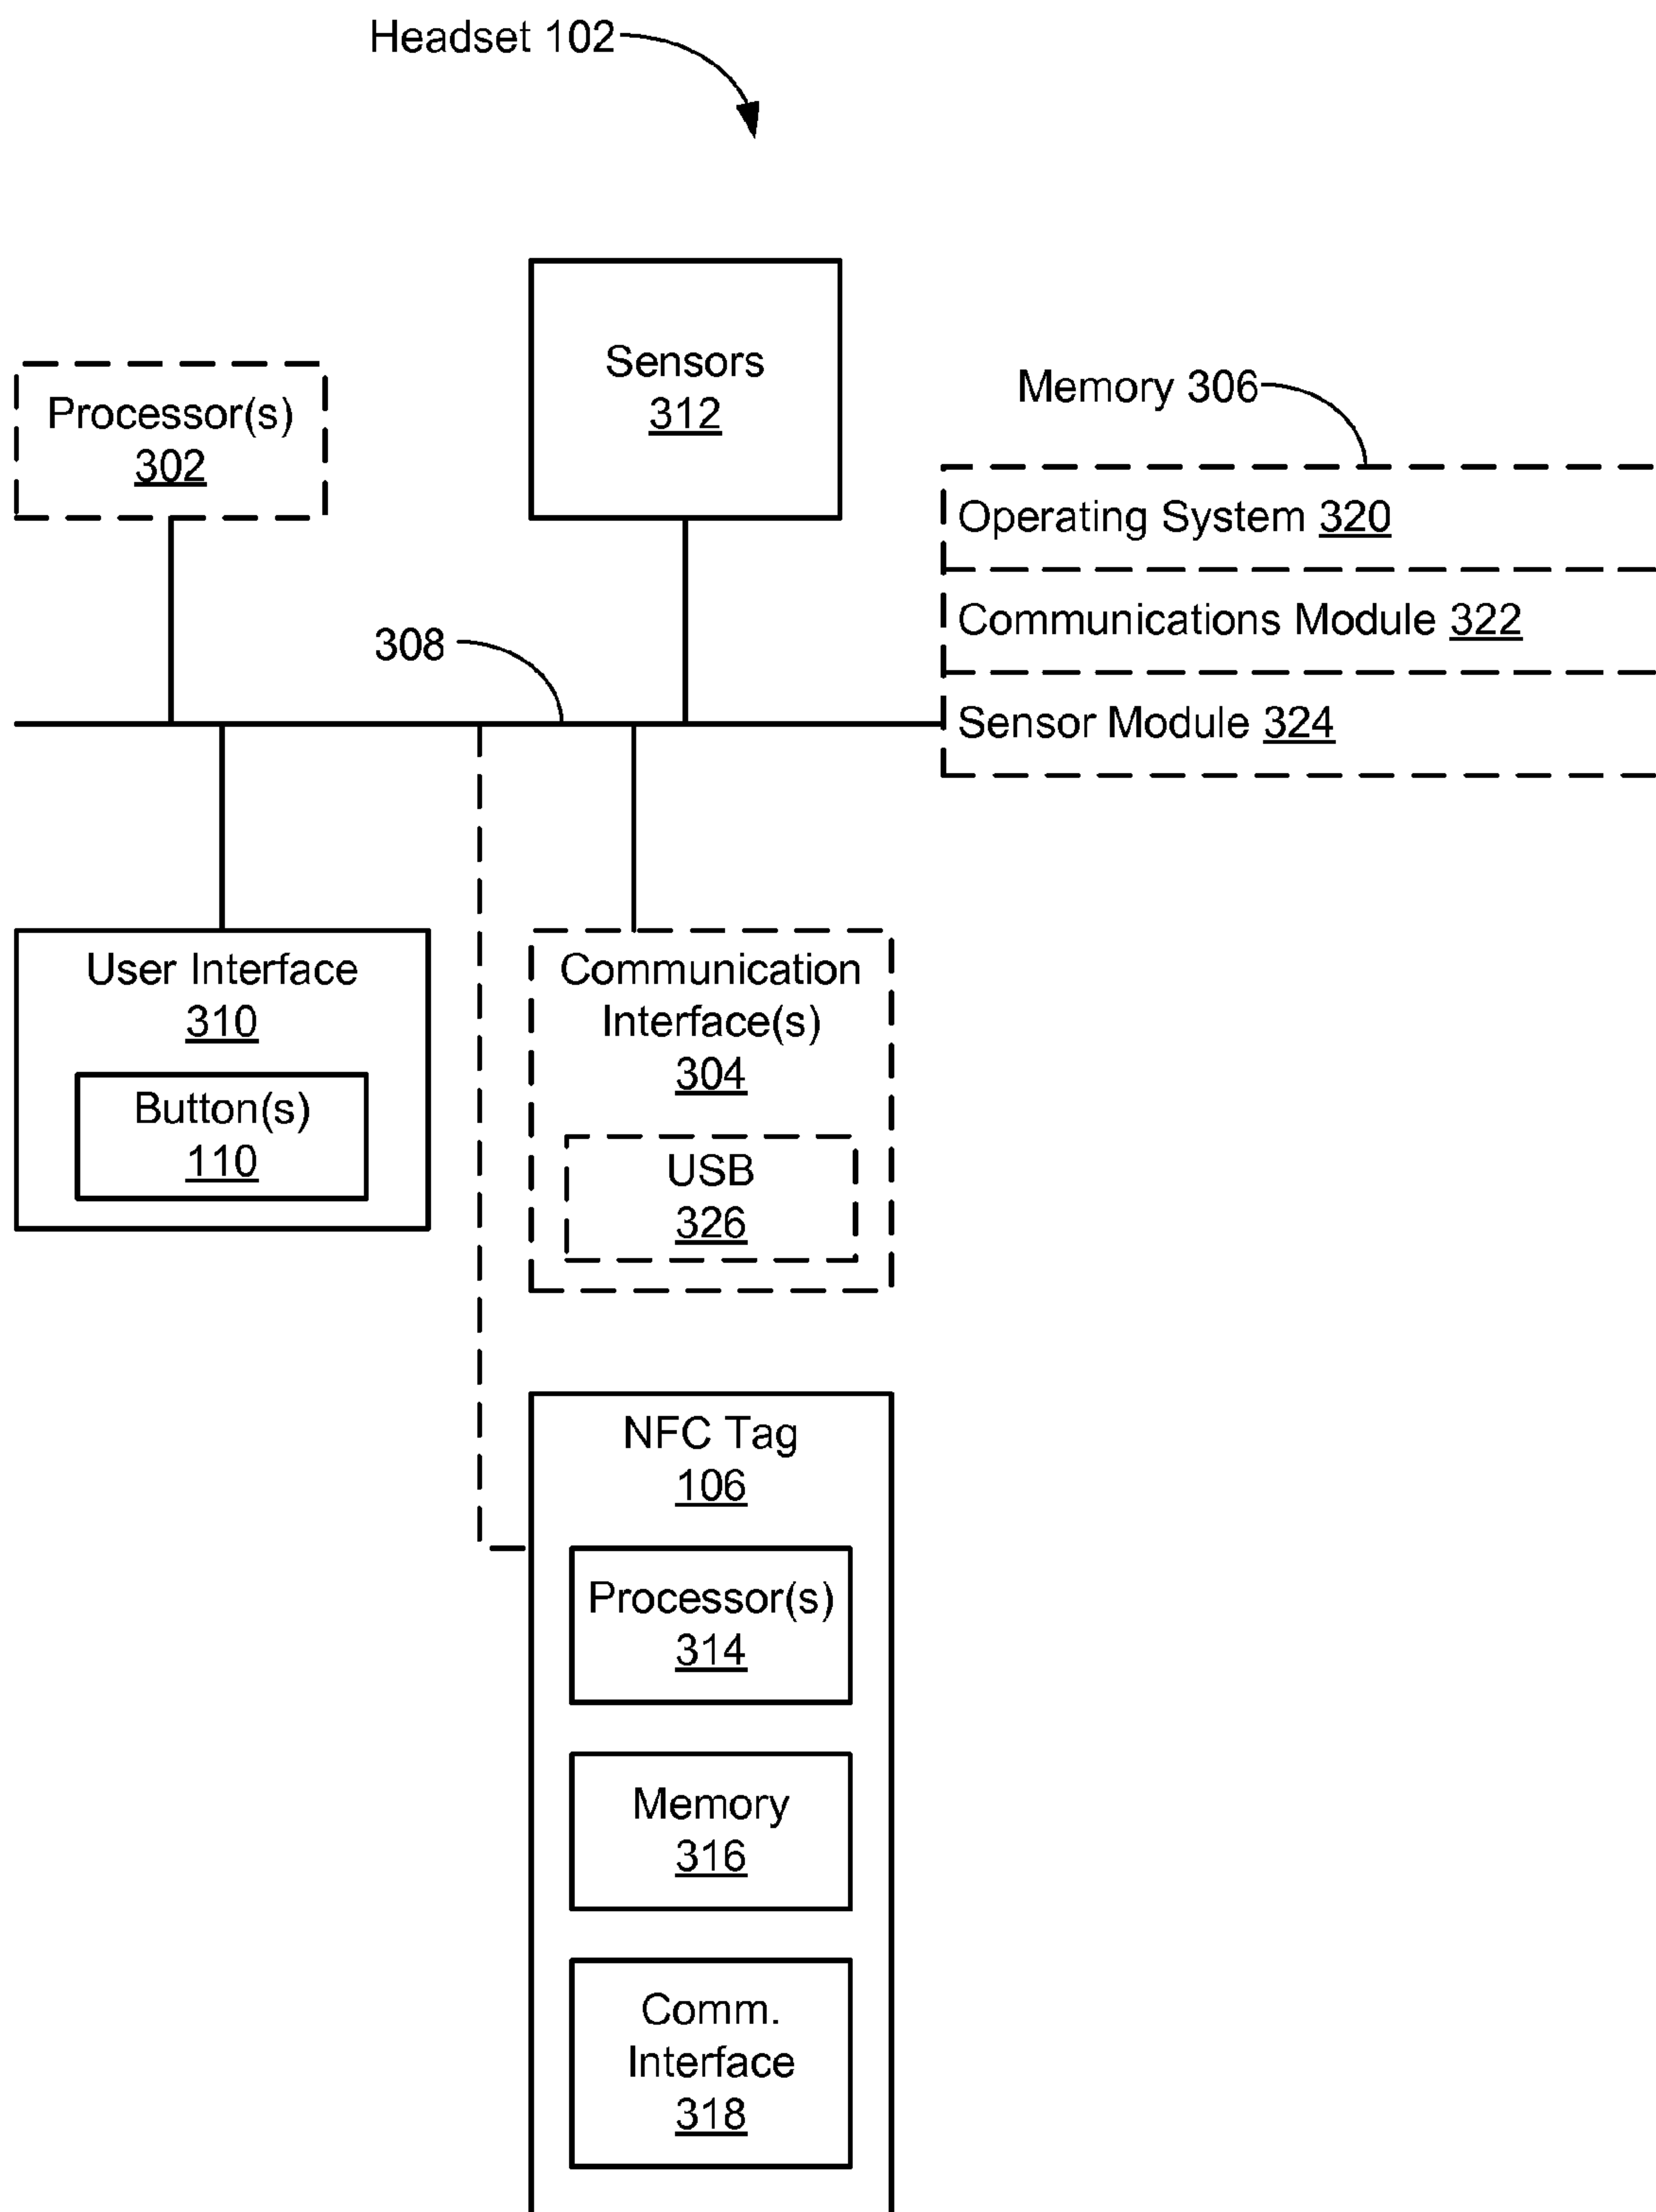 Headset 102
Sensors
312
Processor(s)
302
Memory 306
Operating System 320
Communications Module 322
Sensor Module 324
308
User Interface
310
Button(s)
110
Communication
Interface(s)
304
USB
326
NFC Tag
106
Processor(s)
314
Memory
316
Comm.
Interface
318